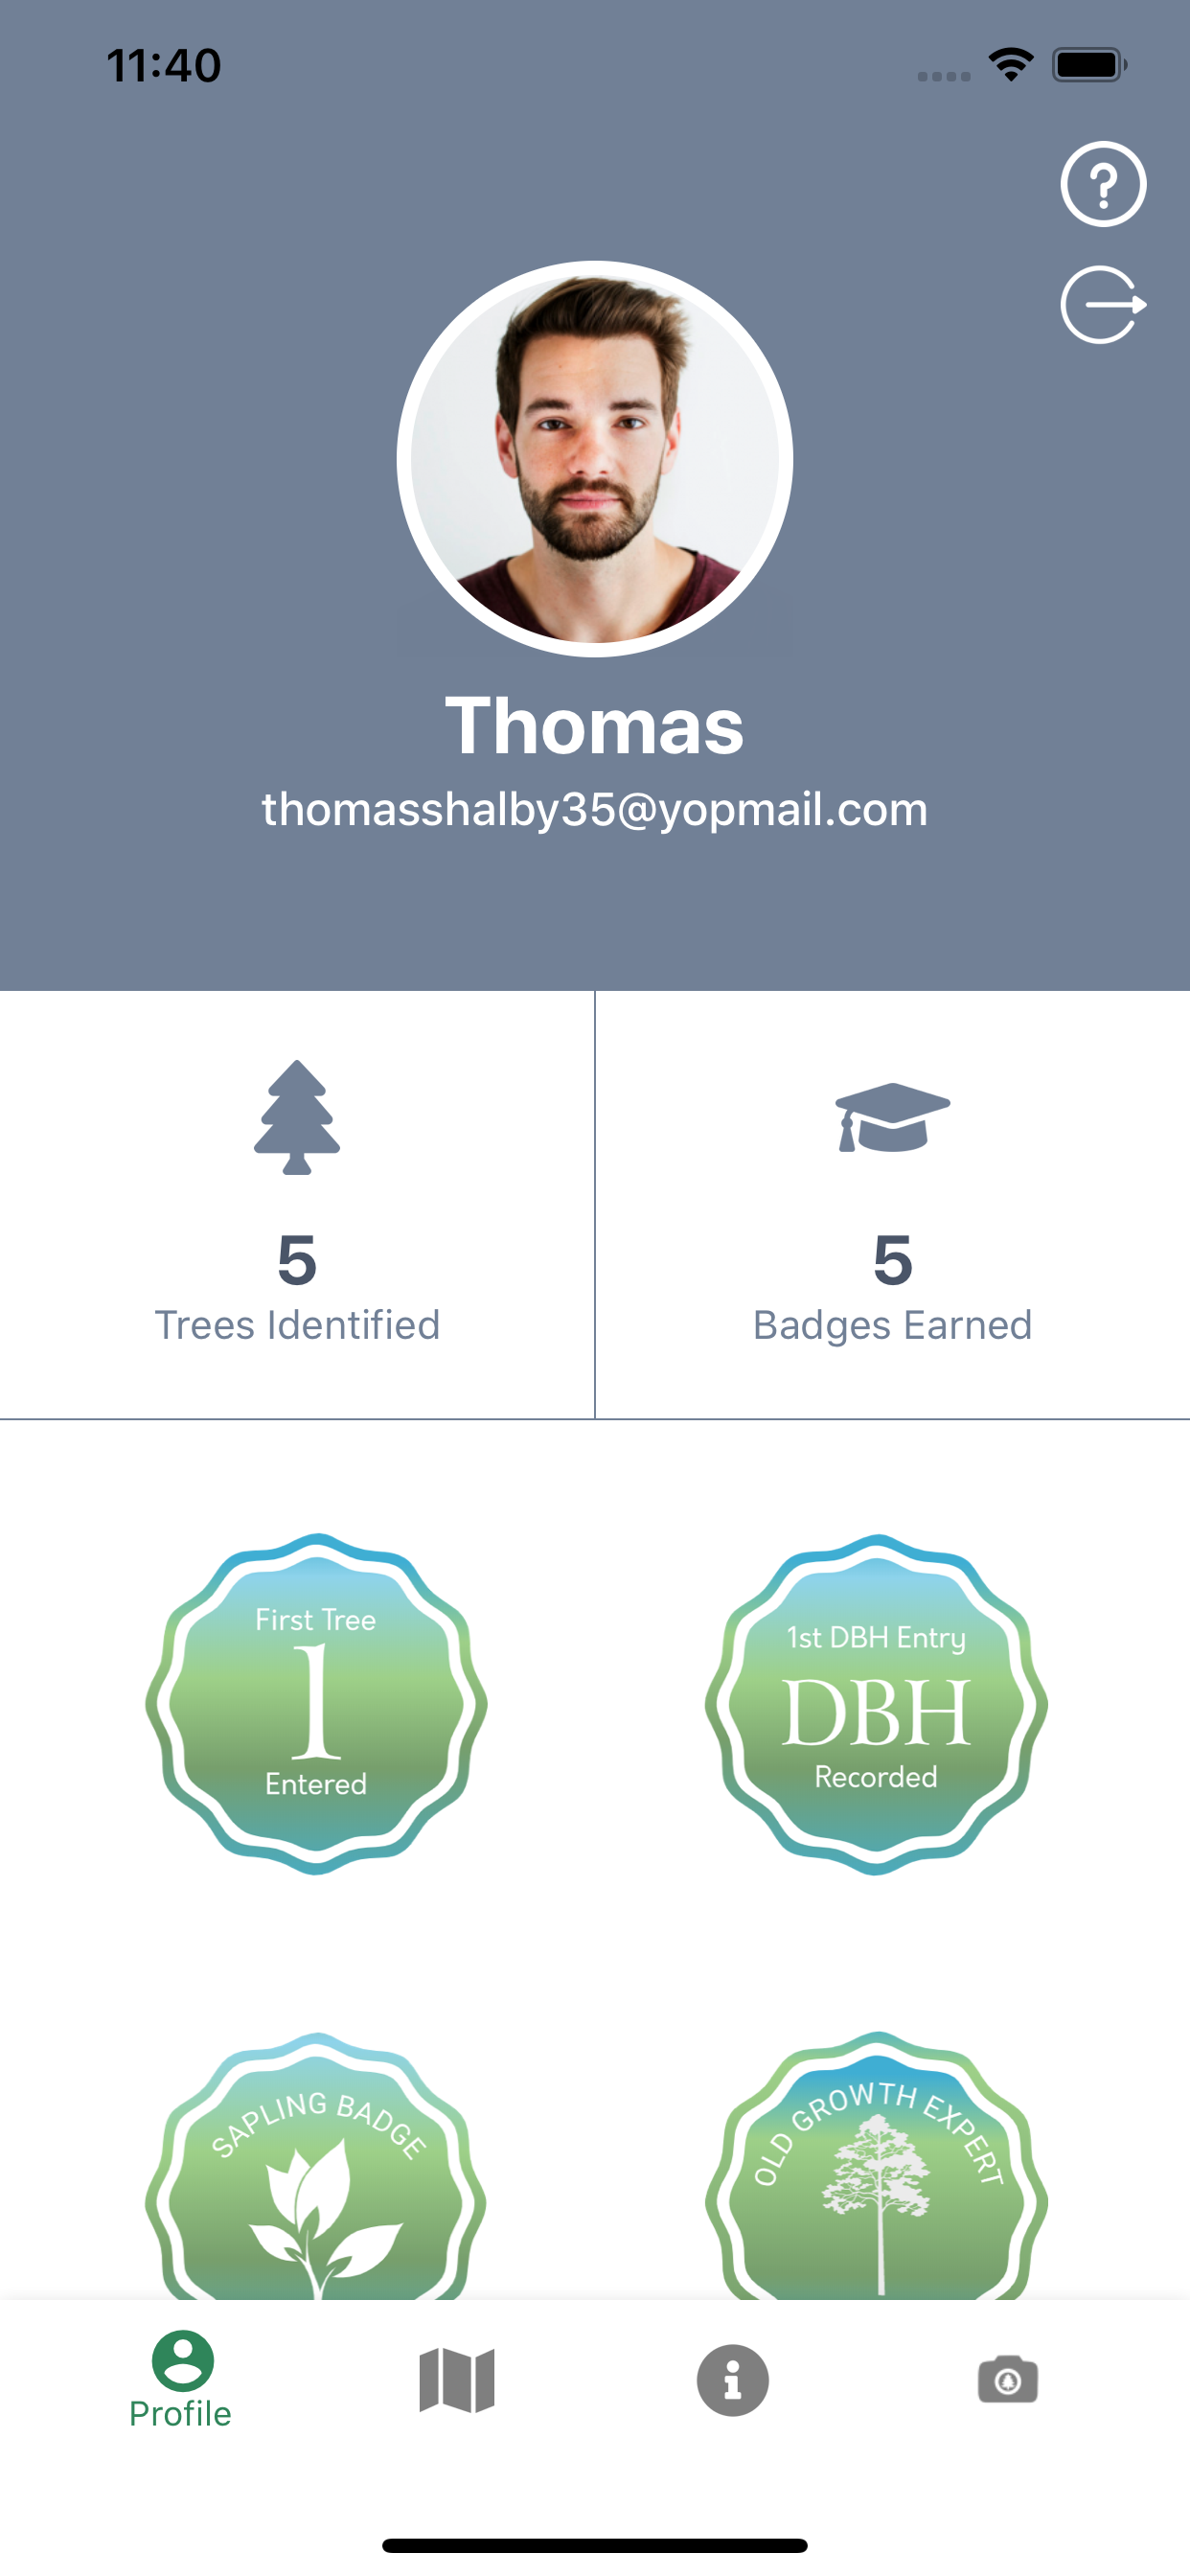 11:40
Thomas
thomasshalby35@yopmail.com
5
Trees Identified
5
Badges Earned
First Tree
1
Entered
1st DBH Entry
DBH
Recorded
SAPLING BADGE
OLD GROWTH EXPERT
Profile